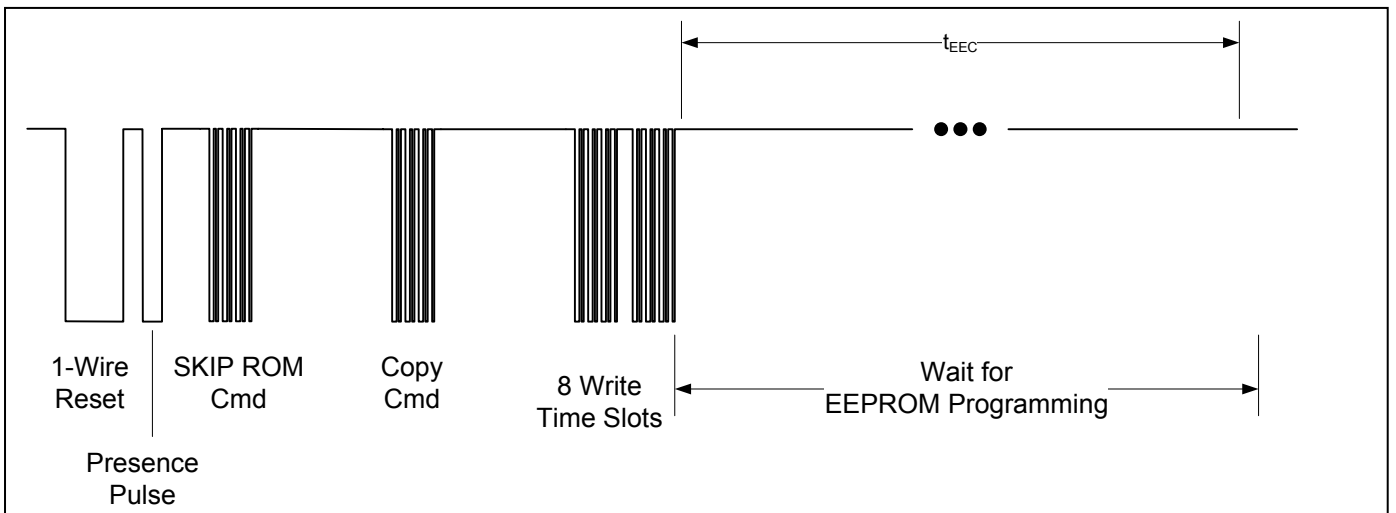 tEEC
1-Wire
Reset
SKIP ROM
Cmd
Copy
Cmd
8 Write
Time Slots
Wait for
EEPROM Programming
Presence
Pulse